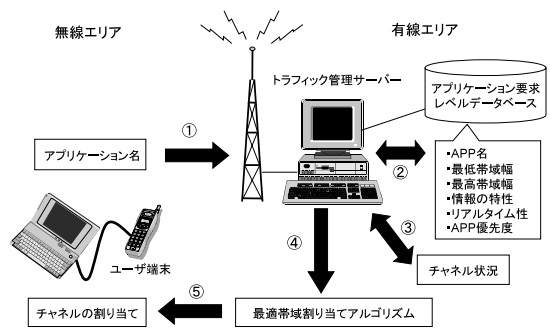 無線エリア
有線エリア
トラフィック管理サーバー
アプリケーション要求
レベルデータベース
①
アプリケーション名
②
・APP名
・最低帯域幅
・最高帯域幅
・情報の特性
・リアルタイム性
・APP優先度
③
④
ユーザ端末
チャネル状況
⑤
チャネルの割り当て
最適帯域割り当てアルゴリズム